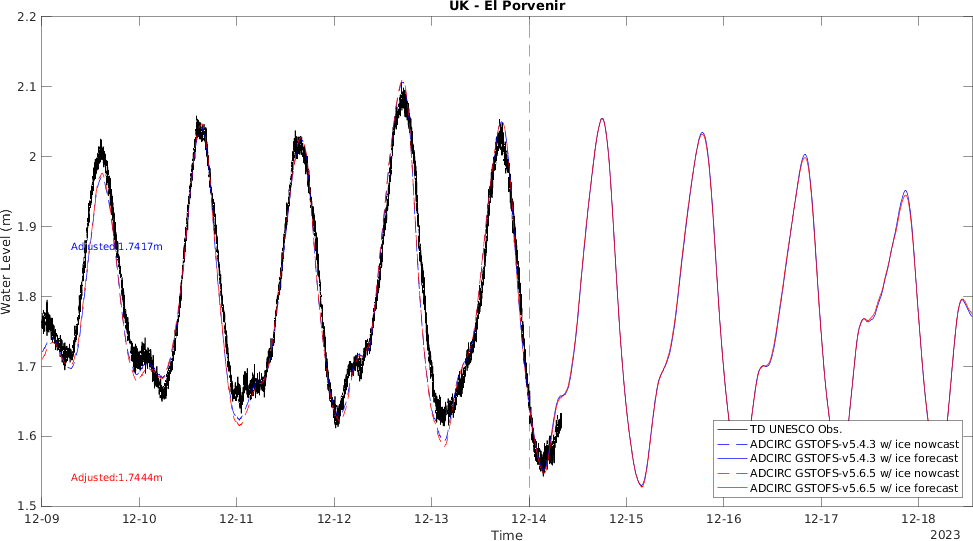 UK - El Porvenir
2.2
2.1
2
1.9
1.8
1.7
1.6
1.5
Water Level (m)
Adjusted:1.7417m
Adjusted:1.7444m
TD UNESCO Obs.
ADCIRC GSTOFS-v5.4.3 w/ ice nowcast
ADCIRC GSTOFS-v5.4.3 w/ ice forecast
ADCIRC GSTOFS-v5.6.5 w/ ice nowcast
ADCIRC GSTOFS-v5.6.5 w/ ice forecast
12-09 12-10 12-11 12-12 12-13 12-14 12-15 12-16 12-17 12-18
Time
2023